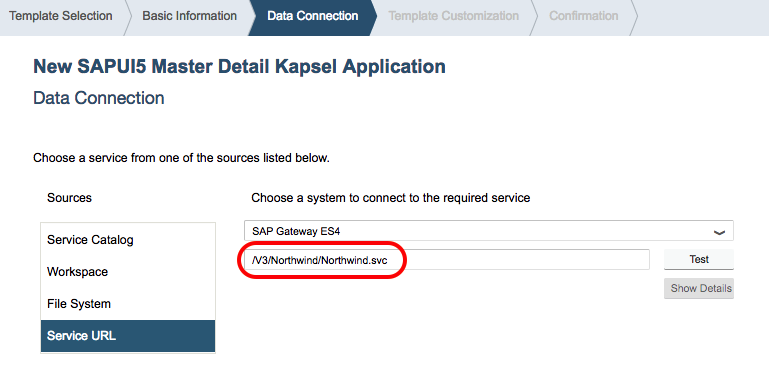 Template Selection Basic Information Data Connection Template Customization Confirmation
New SAPUI5 Master Detail Kapsel Application
Data Connection
Choose a service from one of the sources listed below.
Sources
Service Catalog
Workspace
File System
Service URL
Choose a system to connect to the required service
SAP Gateway ES4
/V3/Northwind/Northwind.svc
Test
Show Details